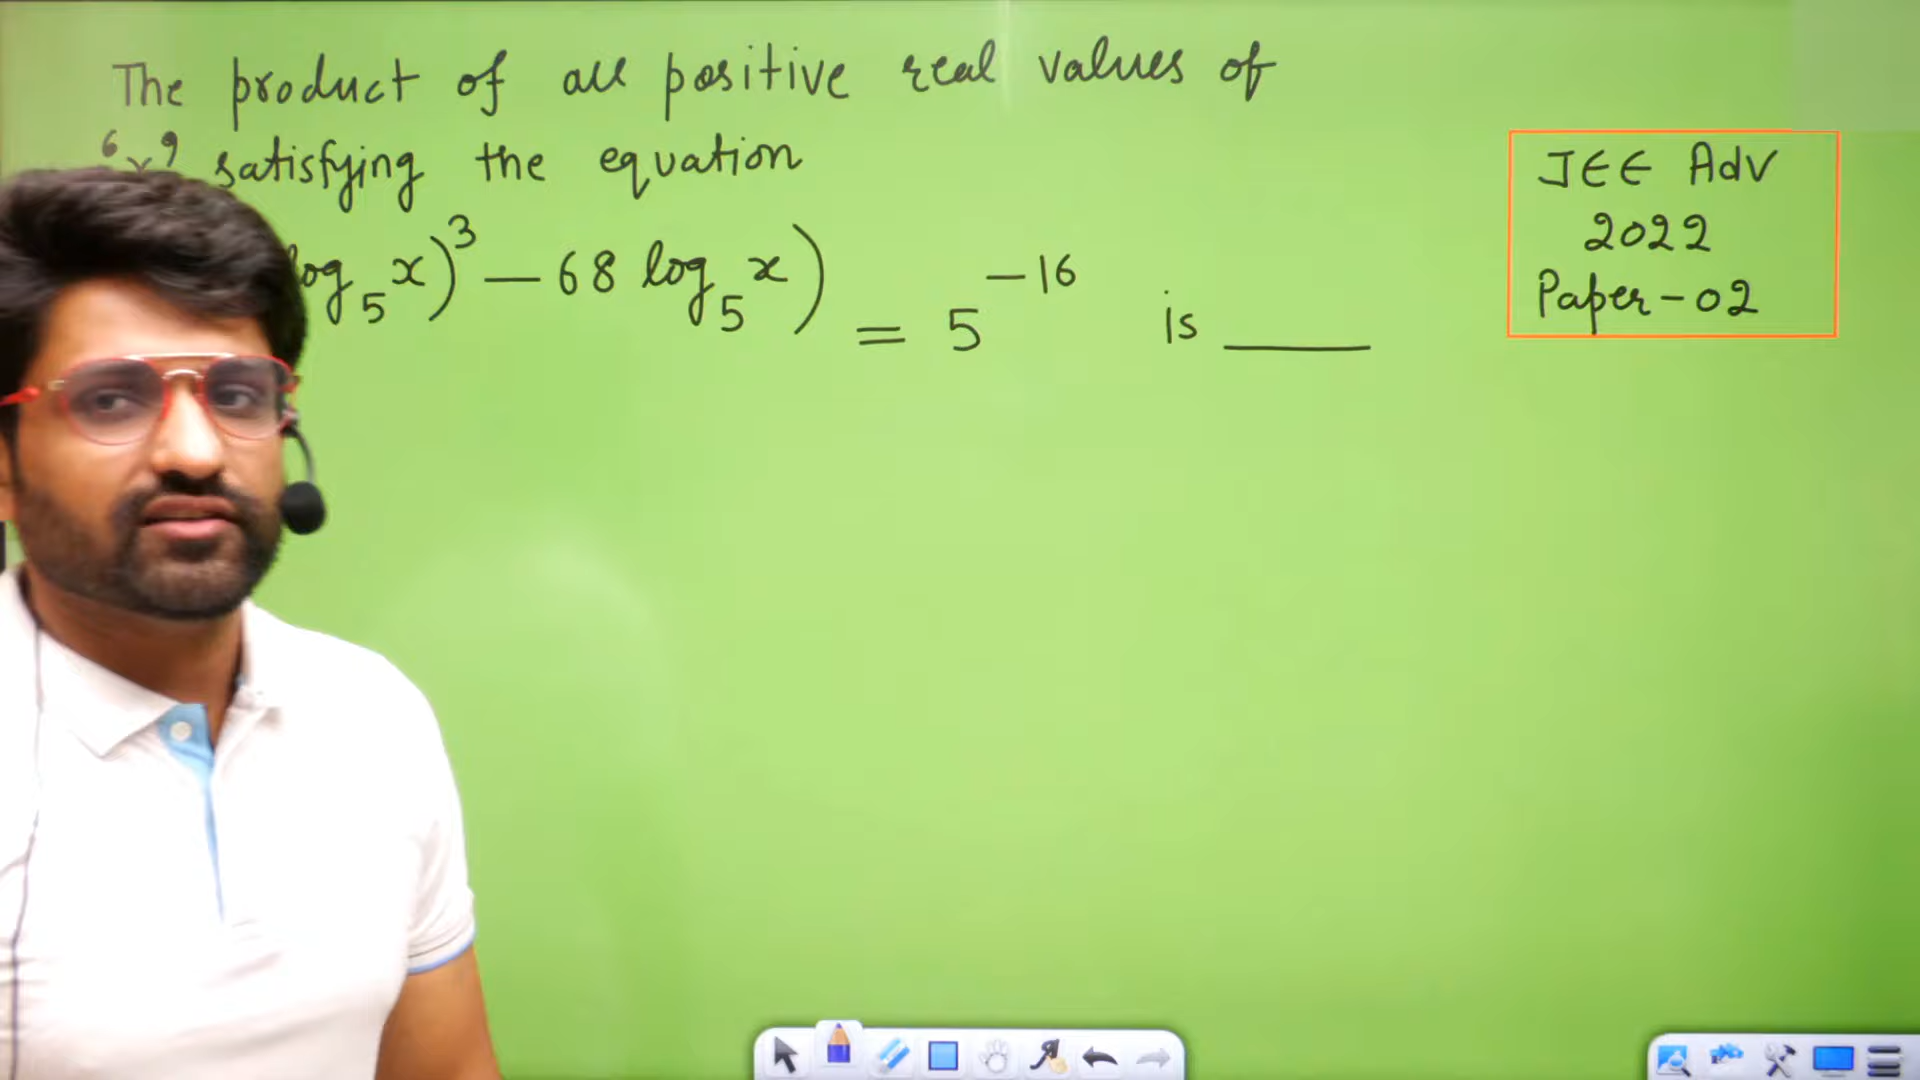 The product of all positive real values of
"x" satisfying the equation
log₅x)³ – 68 log₅x) = 5⁻¹⁶ is ____
JEE Adv
2022
Paper-02